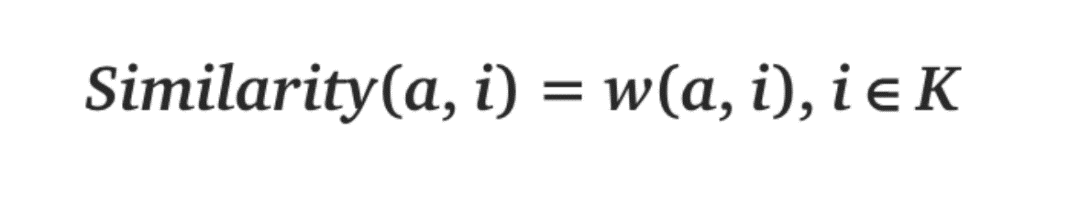 Similarity(a, i) = w(a, i), i ∈ K